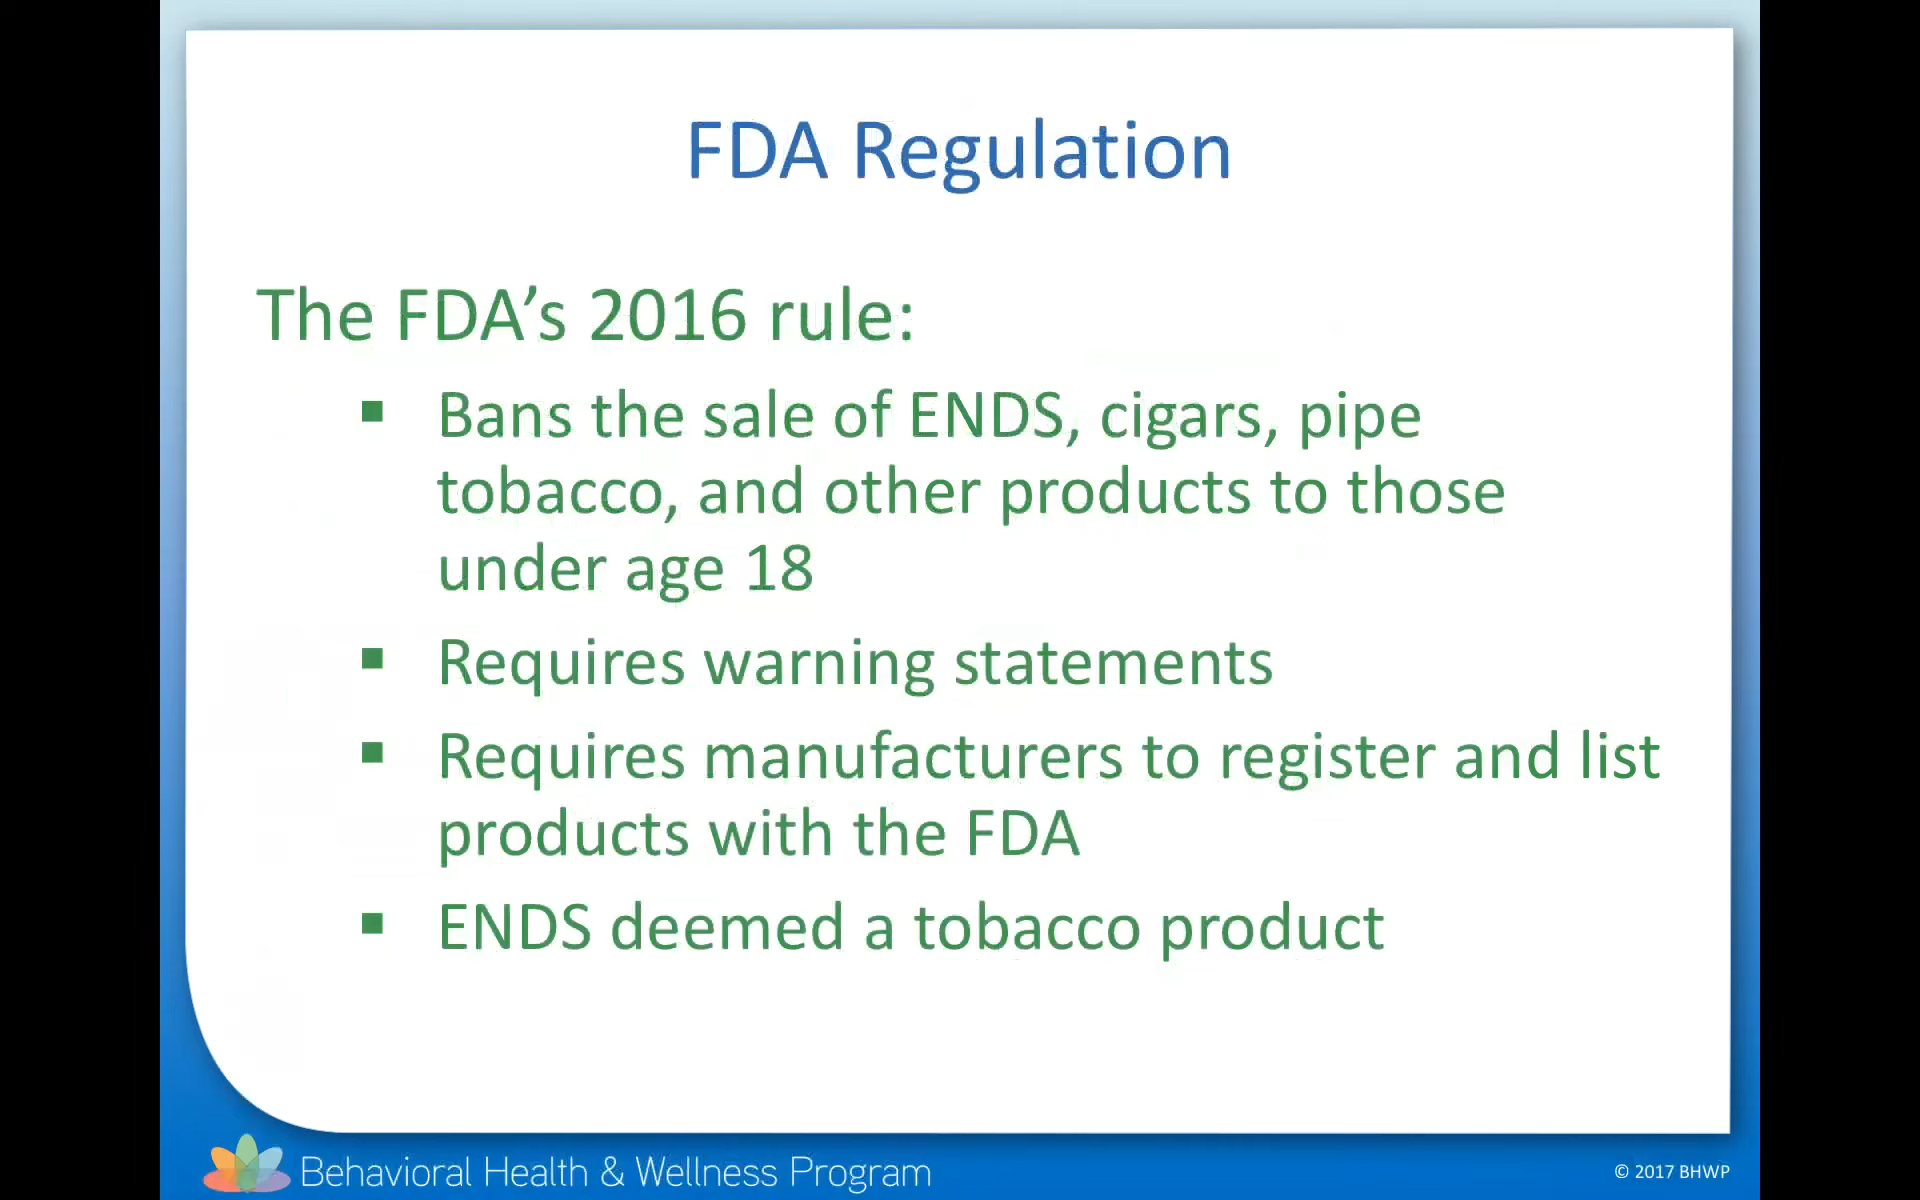 FDA Regulation
The FDA’s 2016 rule:
▪ Bans the sale of ENDS, cigars, pipe
tobacco, and other products to those
under age 18
▪ Requires warning statements
▪ Requires manufacturers to register and list
products with the FDA
▪ ENDS deemed a tobacco product
Behavioral Health & Wellness Program
© 2017 BHWP